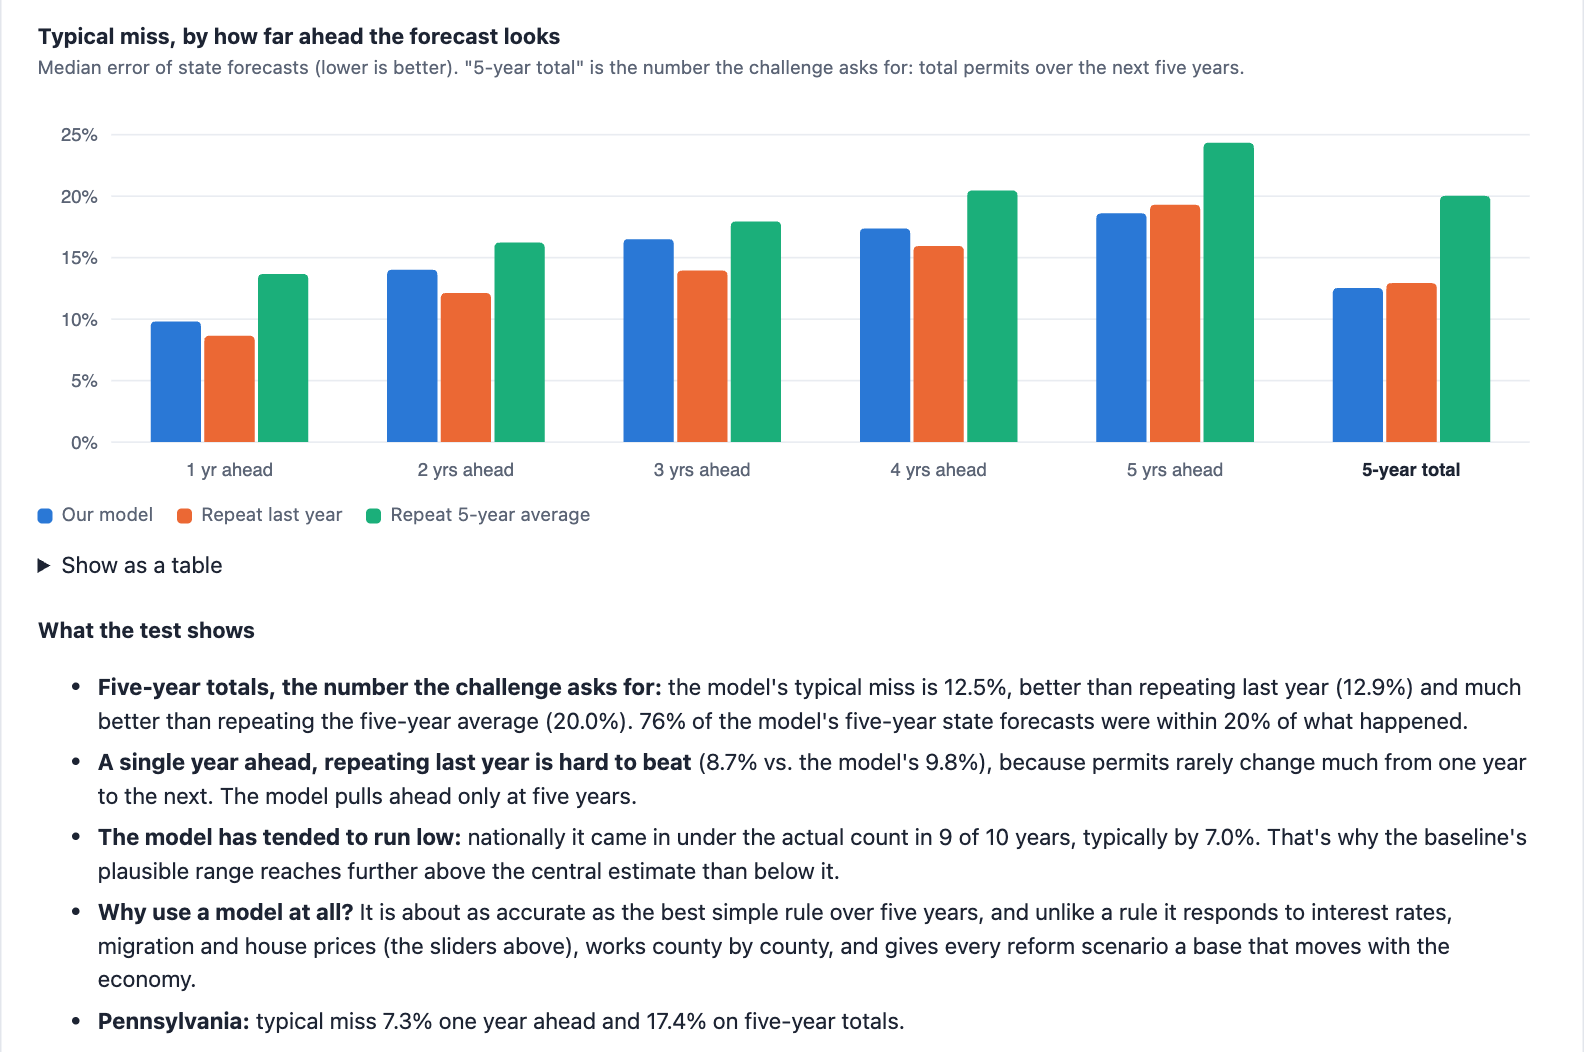 Typical miss, by how far ahead the forecast looks
Median error of state forecasts (lower is better). "5-year total" is the number the challenge asks for: total permits over the next five years.
25%
20%
15%
10%
5%
0%
1 yr ahead
2 yrs ahead
3 yrs ahead
4 yrs ahead
5 yrs ahead
5-year total
Our model
Repeat last year
Repeat 5-year average
Show as a table
What the test shows
Five-year totals, the number the challenge asks for: the model's typical miss is 12.5%, better than repeating last year (12.9%) and much
better than repeating the five-year average (20.0%). 76% of the model's five-year state forecasts were within 20% of what happened.
A single year ahead, repeating last year is hard to beat (8.7% vs. the model's 9.8%), because permits rarely change much from one year
to the next. The model pulls ahead only at five years.
The model has tended to run low: nationally it came in under the actual count in 9 of 10 years, typically by 7.0%. That's why the baseline's
plausible range reaches further above the central estimate than below it.
Why use a model at all? It is about as accurate as the best simple rule over five years, and unlike a rule it responds to interest rates,
migration and house prices (the sliders above), works county by county, and gives every reform scenario a base that moves with the
economy.
Pennsylvania: typical miss 7.3% one year ahead and 17.4% on five-year totals.